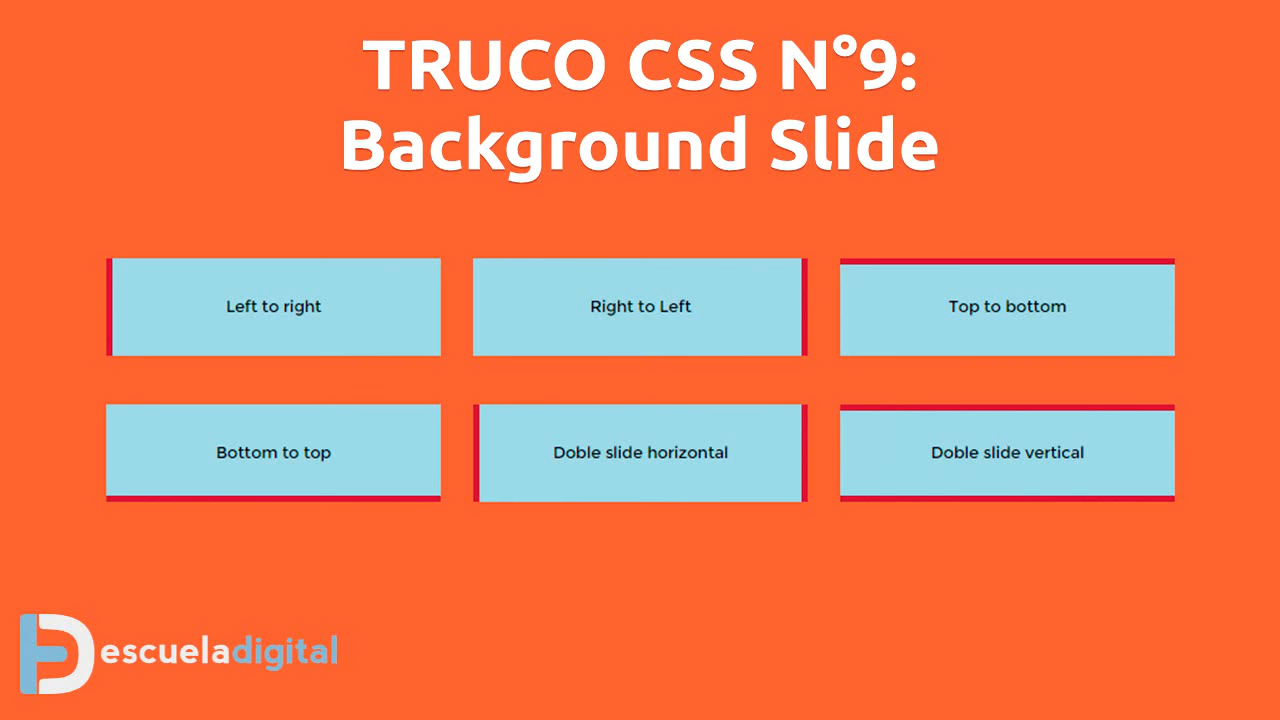 TRUCO CSS N°9:
Background Slide
Left to right
Right to Left
Top to bottom
Bottom to top
Doble slide horizontal
Doble slide vertical
escueladigital